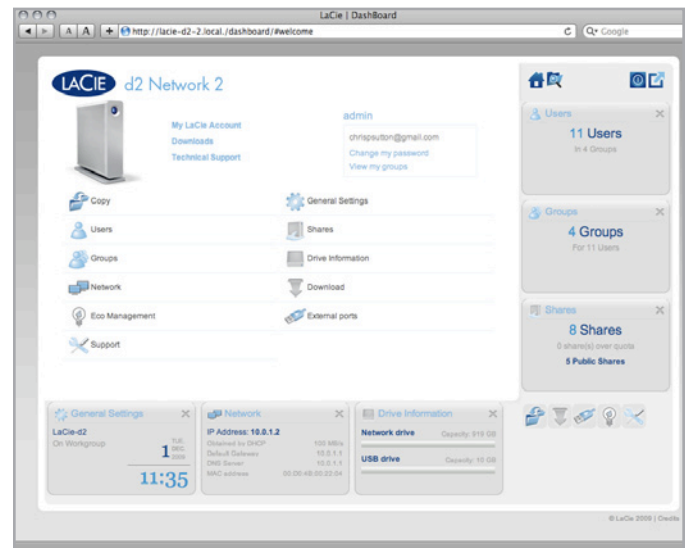 LaCie | DashBoard
A A + http://lacie-d2-2.local./dashboard/#welcome
Google
LACIE d2 Network 2
My LaCie Account
Downloads
Technical Support
admin
chrispsutton@gmail.com
Change my password
View my groups
Copy
General Settings
Users
Shares
Groups
Drive Information
Network
Download
Eco Management
External ports
Support
Users
11 Users
In 4 Groups
Groups
4 Groups
For 11 Users
Shares
8 Shares
0 share(s) over quota
5 Public Shares
General Settings
LaCie-d2
On Workgroup
1
TUE.
DEC.
2009
11:35
Network
IP Address: 10.0.1.2
Obtained by DHCP 100 MB/s
Default Gateway 10.0.1.1
DNS Server 10.0.1.1
MAC address
Drive Information
Network drive Capacity: 919 GB
USB drive Capacity: 10 GB
© LaCie 2009 | Credits